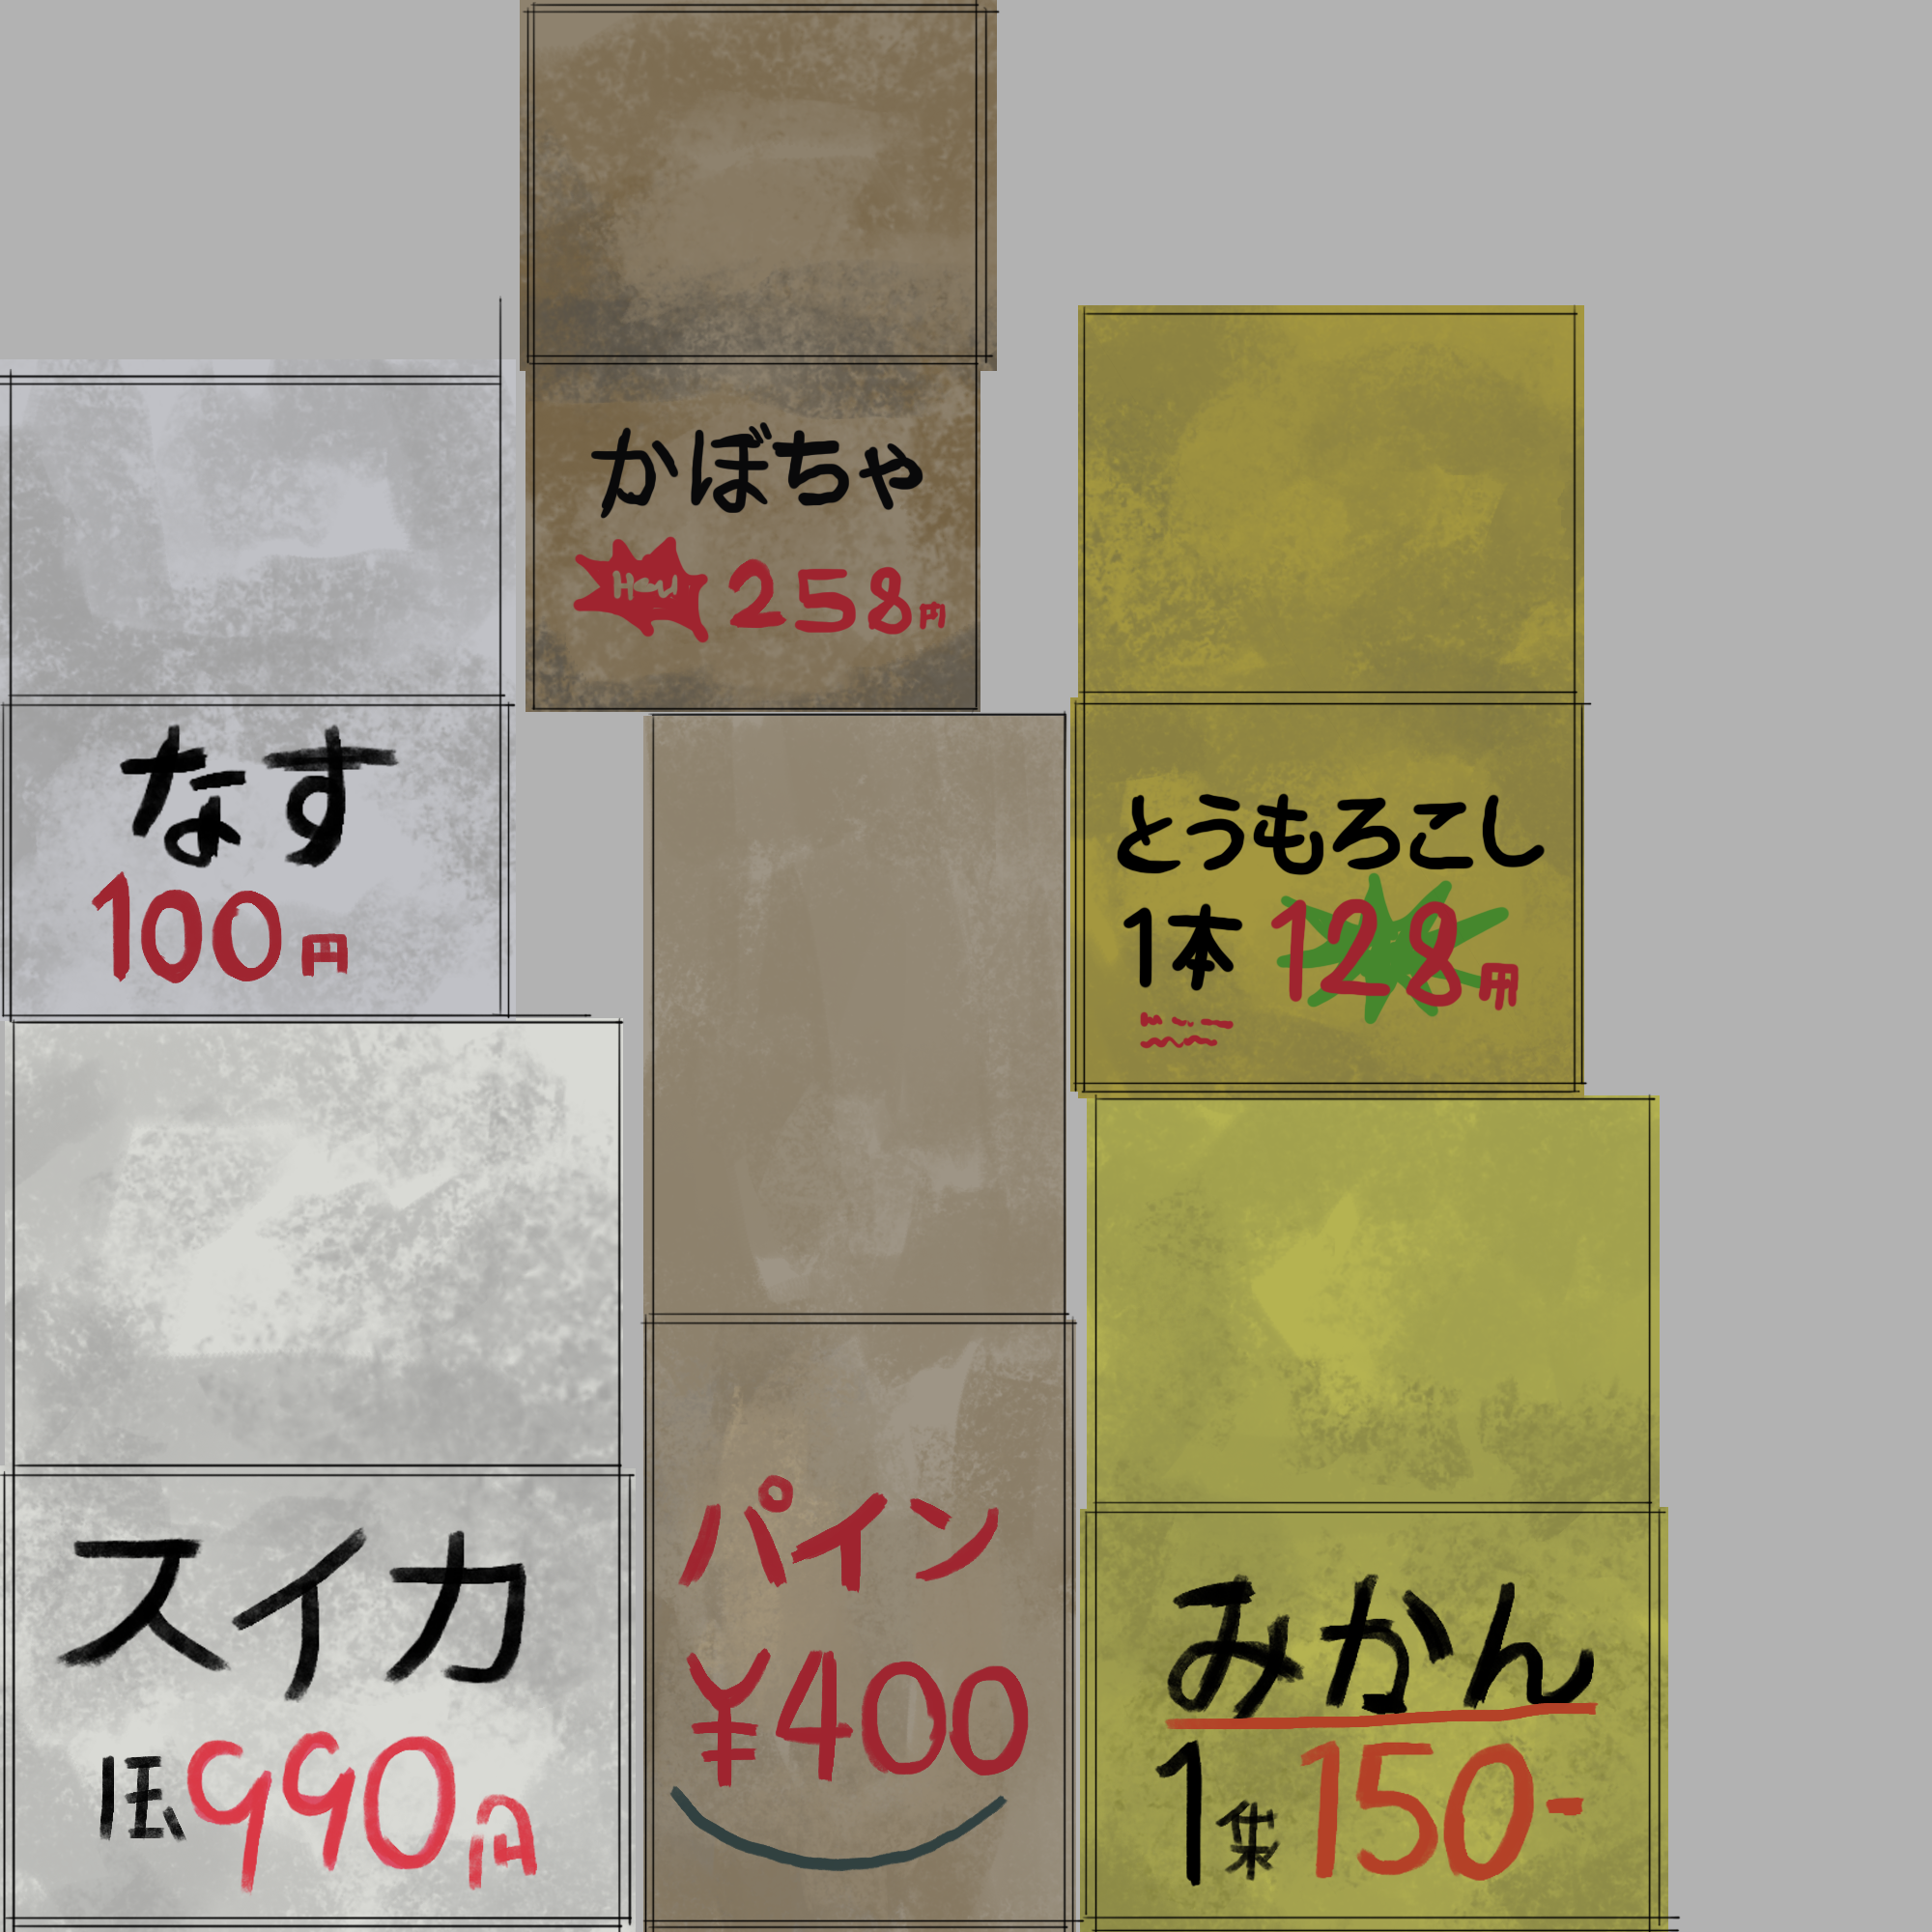 かぼちゃ
258円
なす
100円
とうもろこし
1本 128円
スイカ
990円
パイン
¥400
みかん
1袋 150-